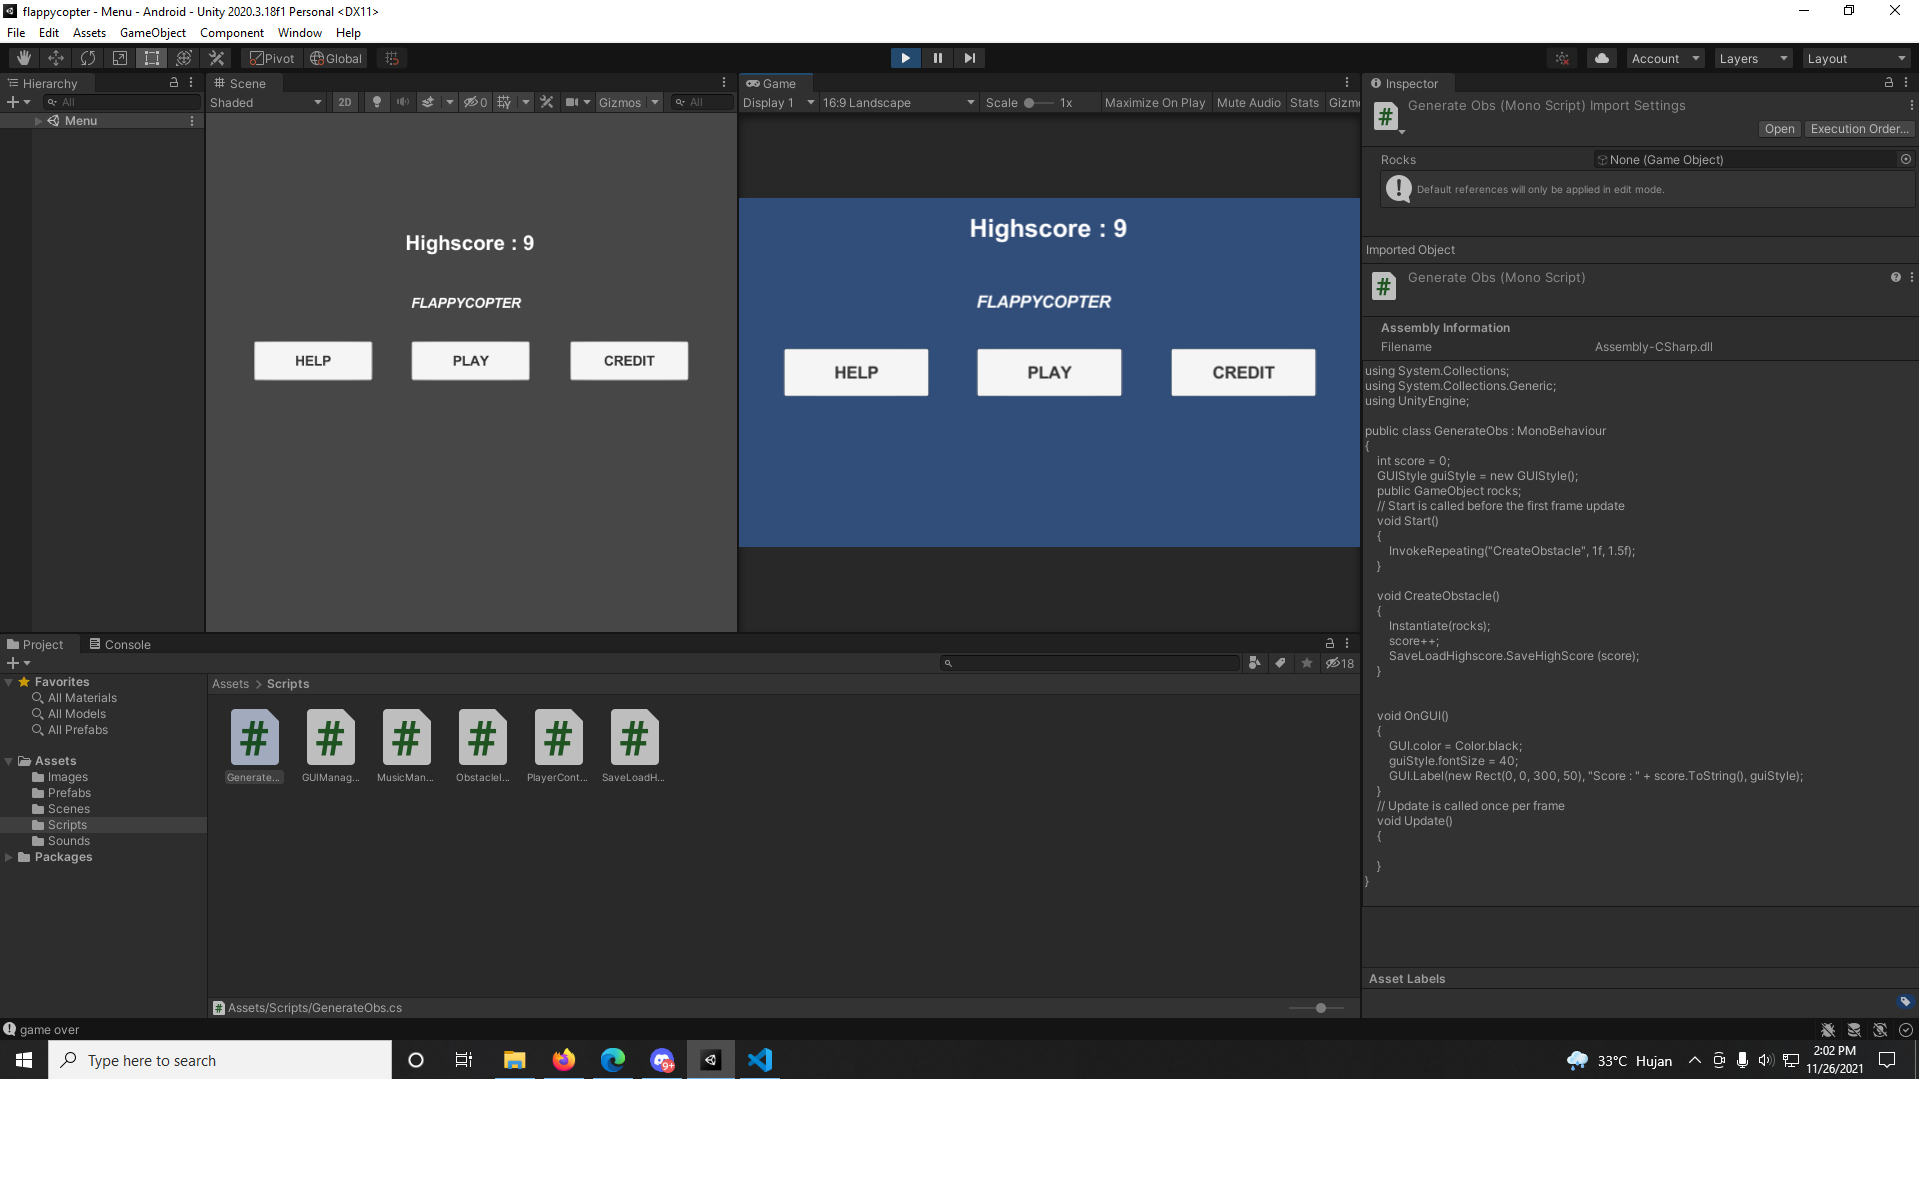 flappycopter - Menu - Android - Unity 2020.3.18f1 Personal <DX11>
File Edit Assets GameObject Component Window Help
Pivot Global Account Layers Layout
Hierarchy
All
Menu
Scene
Shaded 2D 0 Gizmos All
Game
Display 1 16:9 Landscape Scale 1x Maximize On Play Mute Audio Stats Gizm
Highscore : 9
FLAPPYCOPTER
HELP PLAY CREDIT
Highscore : 9
FLAPPYCOPTER
HELP PLAY CREDIT
Inspector
Generate Obs (Mono Script) Import Settings
Open Execution Order...
Rocks None (Game Object)
Default references will only be applied in edit mode.
Imported Object
Generate Obs (Mono Script)
Assembly Information
Filename Assembly-CSharp.dll
using System.Collections;
using System.Collections.Generic;
using UnityEngine;
public class GenerateObs : MonoBehaviour
{
int score = 0;
GUIStyle guiStyle = new GUIStyle();
public GameObject rocks;
// Start is called before the first frame update
void Start()
{
InvokeRepeating("CreateObstacle", 1f, 1.5f);
}
void CreateObstacle()
{
Instantiate(rocks);
score++;
SaveLoadHighscore.SaveHighScore (score);
}
void OnGUI()
{
GUI.color = Color.black;
guiStyle.fontSize = 40;
GUI.Label(new Rect(0, 0, 300, 50), "Score : " + score.ToString(), guiStyle);
}
// Update is called once per frame
void Update()
{
}
}
Asset Labels
Project Console
18
Favorites
All Materials
All Models
All Prefabs
Assets
Images
Prefabs
Scenes
Scripts
Sounds
Packages
Assets > Scripts
Generate... GUIManag... MusicMan... ObstacleI... PlayerCont... SaveLoadH...
Assets/Scripts/GenerateObs.cs
game over
Type here to search
9+
33°C Hujan
2:02 PM
11/26/2021